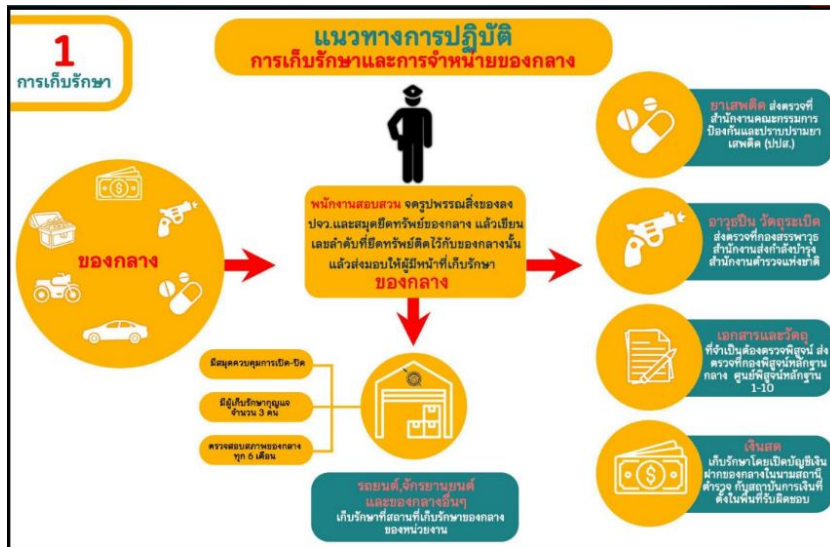 1
การเก็บรักษา
แนวทางการปฏิบัติ
การเก็บรักษาและการจำหน่ายของกลาง
ของกลาง
พนักงานสอบสวน จดรูปพรรณสิ่งของลง
ปจว.และสมุดยึดทรัพย์ของกลาง แล้วเขียน
เลขลำดับที่ยึดทรัพย์ติดไว้กับของกลางนั้น
แล้วส่งมอบให้ผู้มีหน้าที่เก็บรักษา
ของกลาง
มีสมุดควบคุมการเปิด-ปิด
มีผู้เก็บรักษากุญแจ
จำนวน 3 คน
ตรวจสอบสภาพของกลาง
ทุก 6 เดือน
รถยนต์,จักรยานยนต์
และของกลางอื่นๆ
เก็บรักษาที่สถานที่เก็บรักษาของกลาง
ของหน่วยงาน
ยาเสพติด ส่งตรวจที่
สำนักงานคณะกรรมการ
ป้องกันและปราบปรามยา
เสพติด (ปปส.)
อาวุธปืน วัตถุระเบิด
ส่งตรวจที่กองสรรพาวุธ
สำนักงานส่งกำลังบำรุง
สำนักงานตำรวจแห่งชาติ
เอกสารและวัตถุ
ที่จำเป็นต้องตรวจพิสูจน์ ส่ง
ตรวจที่กองพิสูจน์หลักฐาน
กลาง ศูนย์พิสูจน์หลักฐาน
1-10
เงินสด
เก็บรักษาโดยเปิดบัญชีเงิน
ฝากของกลางในนามสถานี
ตำรวจ กับสถาบันการเงินที่
ตั้งในพื้นที่รับผิดชอบ